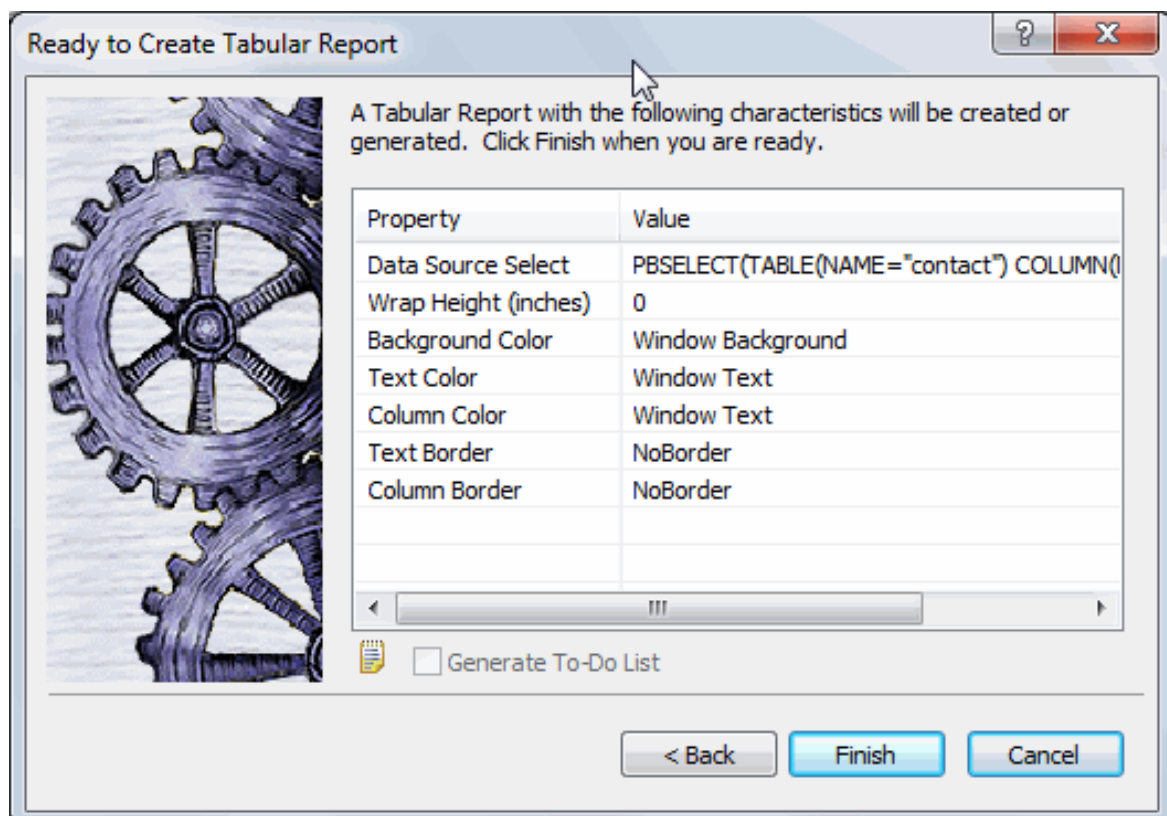 Ready to Create Tabular Report
A Tabular Report with the following characteristics will be created or
generated. Click Finish when you are ready.
Property Value
Data Source Select PBSELECT(TABLE(NAME="contact") COLUMN(
Wrap Height (inches) 0
Background Color Window Background
Text Color Window Text
Column Color Window Text
Text Border NoBorder
Column Border NoBorder
Generate To-Do List
< Back Finish Cancel